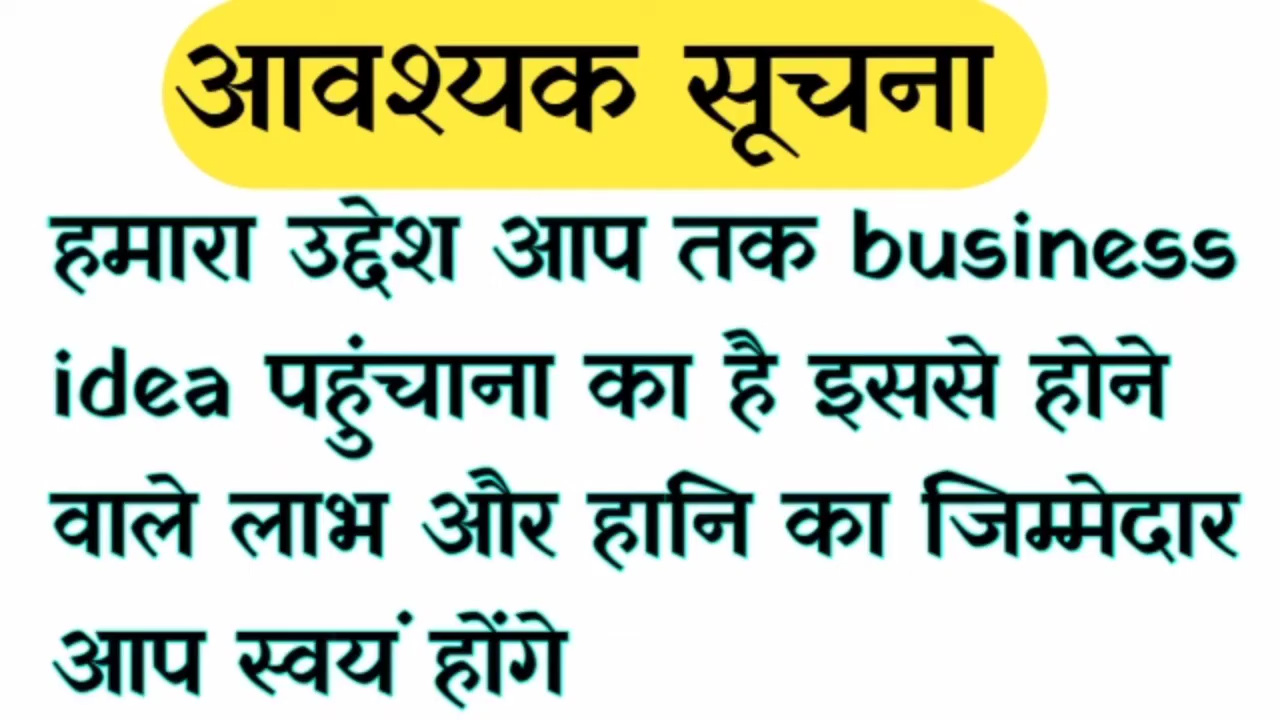 आवश्यक सूचना
हमारा उद्देश आप तक business
idea पहुंचाना का है इससे होने
वाले लाभ और हानि का जिम्मेदार
आप स्वयं होंगे